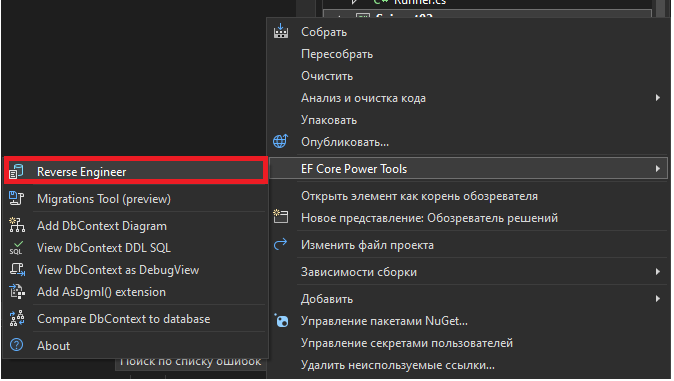 Runner.cs
Собрать
Пересобрать
Очистить
Анализ и очистка кода
Упаковать
Опубликовать...
EF Core Power Tools
Открыть элемент как корень обозревателя
Новое представление: Обозреватель решений
Изменить файл проекта
Зависимости сборки
Добавить
Управление пакетами NuGet...
Управление секретами пользователей
Удалить неиспользуемые ссылки...
Reverse Engineer
Migrations Tool (preview)
Add DbContext Diagram
SQL View DbContext DDL SQL
View DbContext as DebugView
Add AsDgml() extension
Compare DbContext to database
About
Поиск по списку ошибок